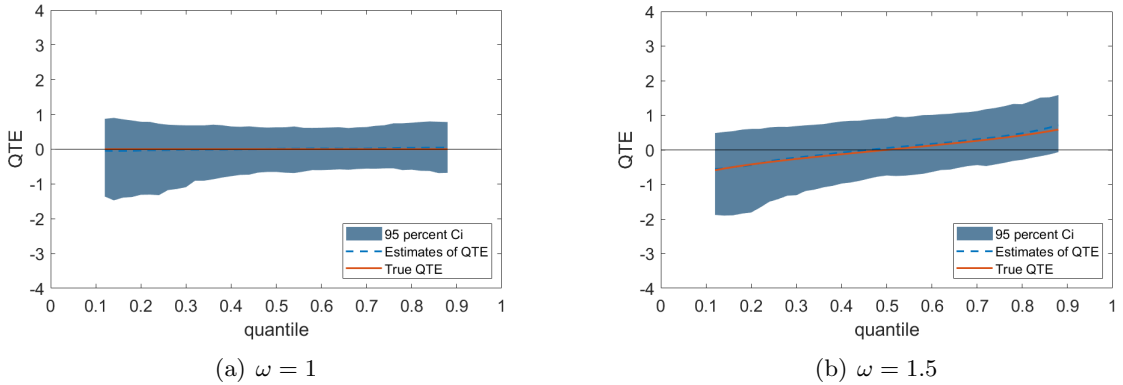 4
3
2
1
0
-1
-2
-3
-4
QTE
0 0.1 0.2 0.3 0.4 0.5 0.6 0.7 0.8 0.9 1
quantile
95 percent Ci
Estimates of QTE
True QTE
(a) ω = 1
4
3
2
1
0
-1
-2
-3
-4
QTE
0 0.1 0.2 0.3 0.4 0.5 0.6 0.7 0.8 0.9 1
quantile
95 percent Ci
Estimates of QTE
True QTE
(b) ω = 1.5